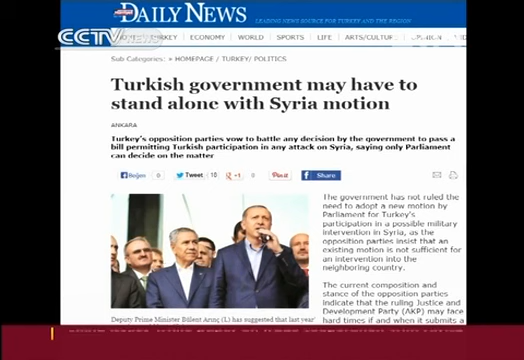 DAILY NEWS
LEADING NEWS SOURCE FOR TURKEY AND THE REGION
CCTV NEWS
ECONOMY WORLD SPORTS LIFE ARTS/CULTURE
Sub Categories: » HOMEPAGE / TURKEY/ POLITICS
Turkish government may have to
stand alone with Syria motion
ANKARA
Turkey's opposition parties vow to battle any decision by the government to pass a
bill permitting Turkish participation in any attack on Syria, saying only Parliament
can decide on the matter
Beğen 0 Tweet 10 +1 0 Pin it Share
The government has not ruled the
need to adopt a new motion by
Parliament for Turkey's
participation in a possible military
intervention in Syria, as the
opposition parties insist that an
existing motion is not sufficient for
an intervention into the
neighboring country.
The current composition and
stance of the opposition parties
indicate that the ruling Justice and
Development Party (AKP) may face
hard times if and when it submits a
Deputy Prime Minister Bülent Arınç (L) has suggested that last year'